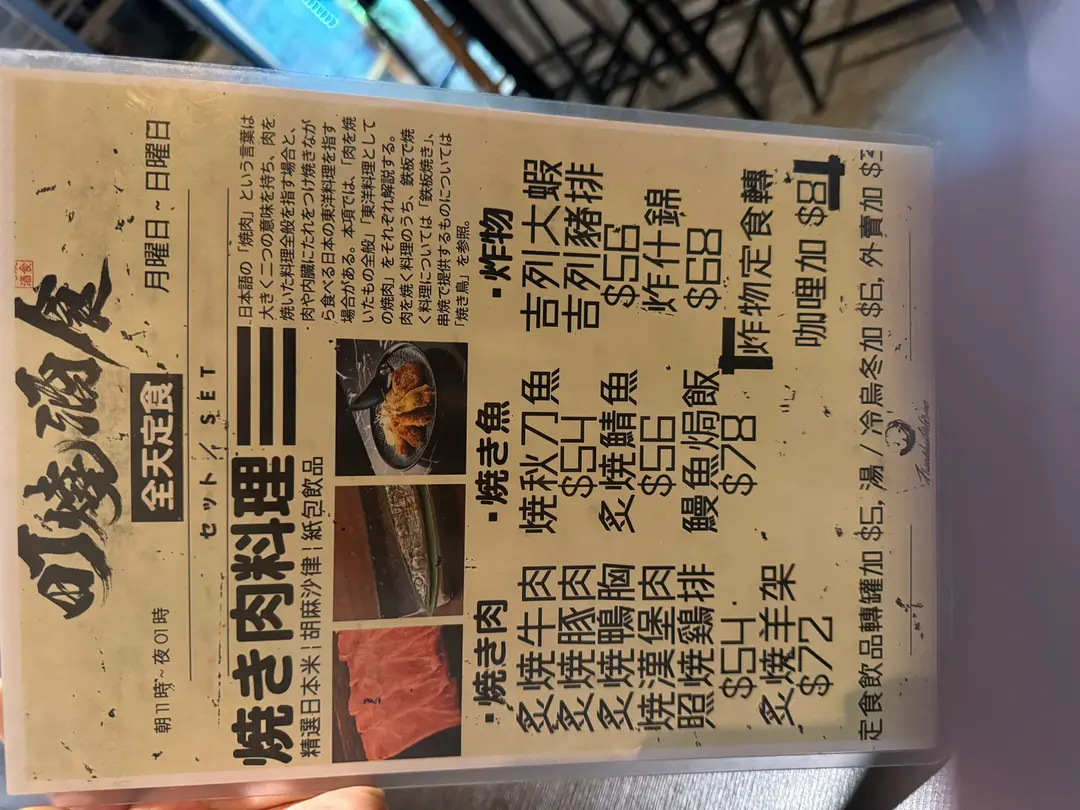 叮燒酒食
酒食
全天定食
朝11時~夜01時
月曜日~日曜日
セット/SET
焼き肉料理
精選日本米|胡麻沙律|紙包飲品
日本語の「焼肉」という言葉は
大きく二つの意味を持ち、肉を
焼いた料理全般を指す場合と、
肉や内臓にたれをつけ焼きなが
ら食べる日本の東洋料理を指す
場合がある。本項では、「肉を焼
いたもの全般」「東洋料理として
の焼肉」をそれぞれ解説する。
肉を焼く料理のうち、鉄板で焼
く料理については「鉄板焼き」、
串焼で提供するものについては
「焼き鳥」を参照。
·焼き肉
炙燒牛肉
炙燒豚肉
炙燒鴨胸
燒漢堡肉
照燒雞排
$54
炙燒羊架
$72
·焼き魚
燒秋刀魚
$54
炙燒鯖魚
$56
鰻魚焗飯
$78
·炸物
吉列大蝦
吉列豬排
$56
炸什錦
$68
炸物定食轉
咖哩加 $8
定食飲品轉罐加 $5, 湯 / 冷烏冬加 $6, 外賣加 $2